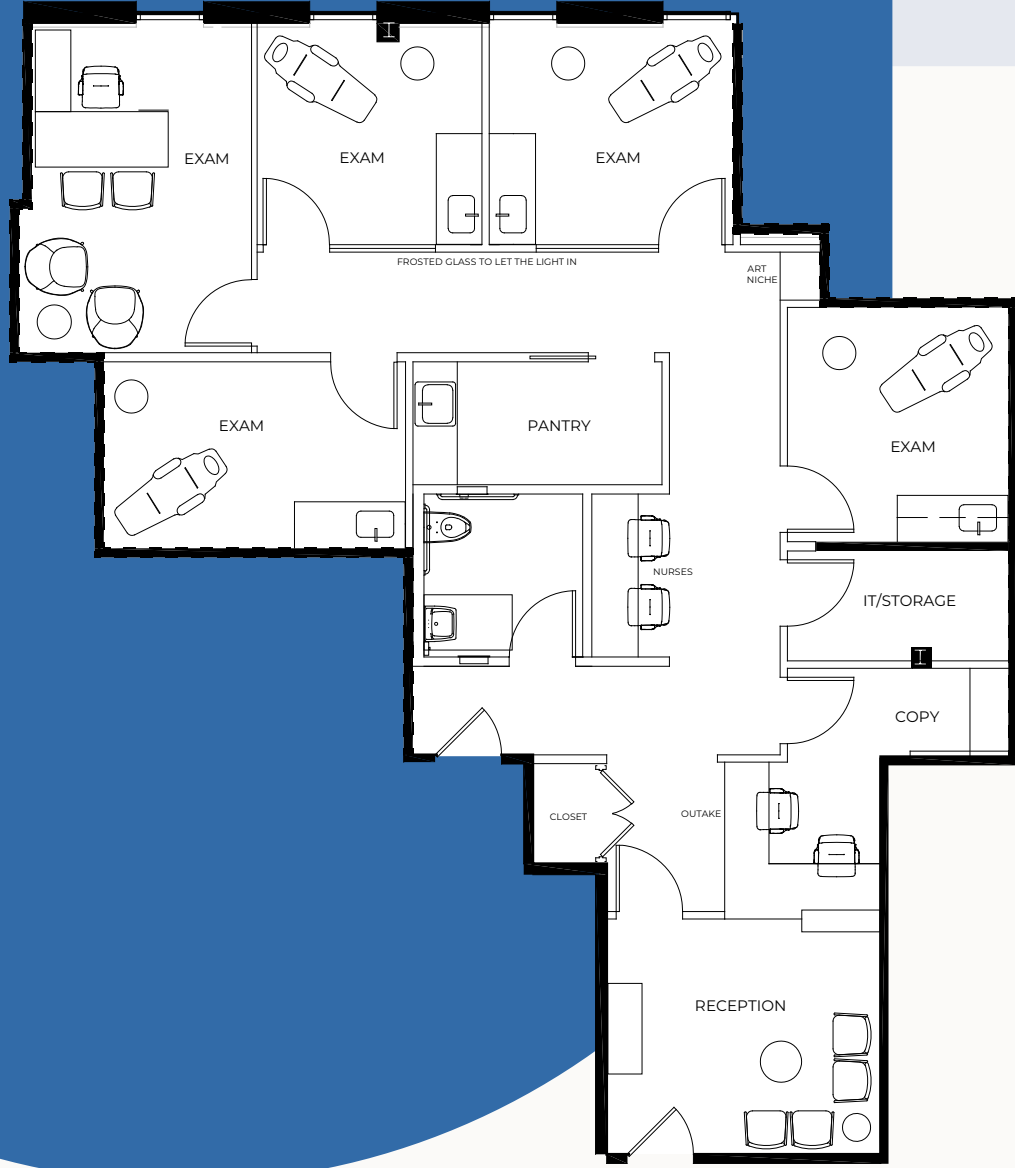 EXAM
EXAM
EXAM
FROSTED GLASS TO LET THE LIGHT IN
ART
NICHE
EXAM
PANTRY
EXAM
NURSES
IT/STORAGE
COPY
CLOSET
OUTAKE
RECEPTION